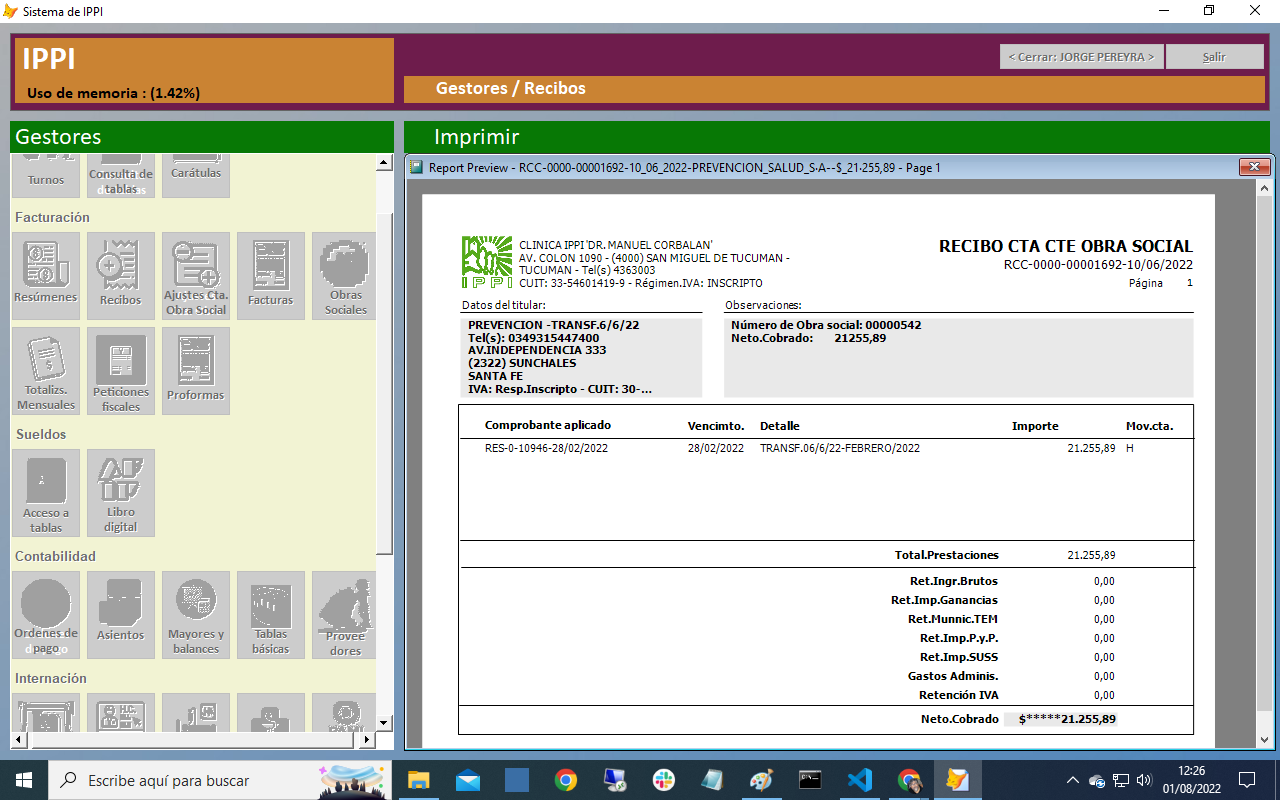 Sistema de IPPI
IPPI
Uso de memoria : (1.42%)
< Cerrar: JORGE PEREYRA >
Salir
Gestores / Recibos
Gestores
Turnos
Consulta de
tablas
Carátulas
Facturación
Resúmenes
Recibos
Ajustes Cta.
Obra Social
Facturas
Obras
Sociales
Totalizs.
Mensuales
Peticiones
fiscales
Proformas
Sueldos
Acceso a
tablas
Libro
digital
Contabilidad
Ordenes de
pago
Asientos
Mayores y
balances
Tablas
básicas
Provee
dores
Internación
H.C.
Imprimir
Report Preview - RCC-0000-00001692-10_06_2022-PREVENCION_SALUD_S·A--$_21·255,89 - Page 1
IPPI
CLINICA IPPI 'DR. MANUEL CORBALAN'
AV. COLON 1090 - (4000) SAN MIGUEL DE TUCUMAN -
TUCUMAN - Tel(s) 4363003
CUIT: 33-54601419-9 - Régimen.IVA: INSCRIPTO
RECIBO CTA CTE OBRA SOCIAL
RCC-0000-00001692-10/06/2022
Página 1
Datos del titular:
Observaciones:
PREVENCION -TRANSF.6/6/22
Tel(s): 0349315447400
AV.INDEPENDENCIA 333
(2322) SUNCHALES
SANTA FE
IVA: Resp.Inscripto - CUIT: 30-...
Número de Obra social: 00000542
Neto.Cobrado: 21255,89
Comprobante aplicado Vencimto. Detalle Importe Mov.cta.
RES-0-10946-28/02/2022 28/02/2022 TRANSF.06/6/22-FEBRERO/2022 21.255,89 H
Total.Prestaciones 21.255,89
Ret.Ingr.Brutos 0,00
Ret.Imp.Ganancias 0,00
Ret.Munnic.TEM 0,00
Ret.Imp.P.y.P. 0,00
Ret.Imp.SUSS 0,00
Gastos Adminis. 0,00
Retención IVA 0,00
Neto.Cobrado $*****21.255,89
Escribe aquí para buscar
12:26
01/08/2022